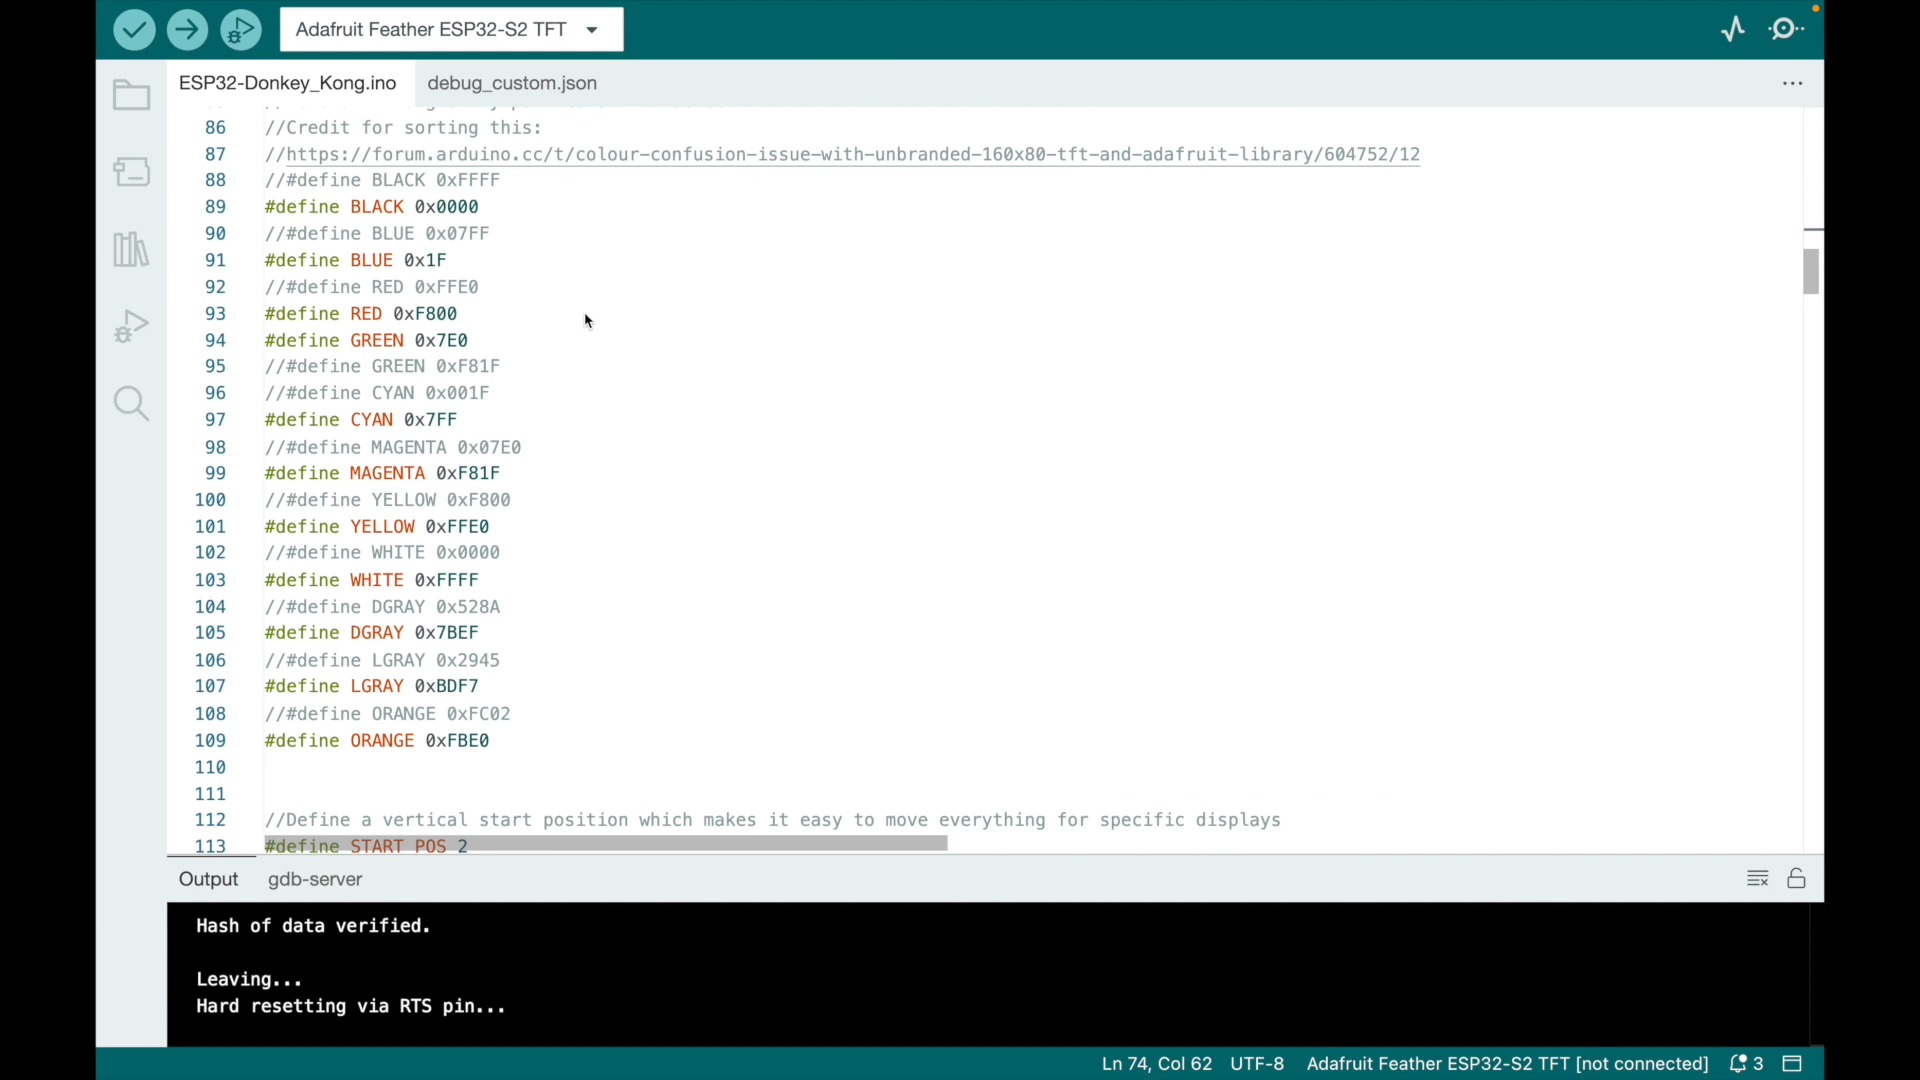 Adafruit Feather ESP32-S2 TFT
ESP32-Donkey_Kong.ino
debug_custom.json
86 //Credit for sorting this:
87 //https://forum.arduino.cc/t/colour-confusion-issue-with-unbranded-160x80-tft-and-adafruit-library/604752/12
88 //#define BLACK 0xFFFF
89 #define BLACK 0x0000
90 //#define BLUE 0x07FF
91 #define BLUE 0x1F
92 //#define RED 0xFFE0
93 #define RED 0xF800
94 #define GREEN 0x7E0
95 //#define GREEN 0xF81F
96 //#define CYAN 0x001F
97 #define CYAN 0x7FF
98 //#define MAGENTA 0x07E0
99 #define MAGENTA 0xF81F
100 //#define YELLOW 0xF800
101 #define YELLOW 0xFFE0
102 //#define WHITE 0x0000
103 #define WHITE 0xFFFF
104 //#define DGRAY 0x528A
105 #define DGRAY 0x7BEF
106 //#define LGRAY 0x2945
107 #define LGRAY 0xBDF7
108 //#define ORANGE 0xFC02
109 #define ORANGE 0xFBE0
110
111
112 //Define a vertical start position which makes it easy to move everything for specific displays
113 #define START_POS 2
Output gdb-server
Hash of data verified.
Leaving...
Hard resetting via RTS pin...
Ln 74, Col 62 UTF-8 Adafruit Feather ESP32-S2 TFT [not connected] 3